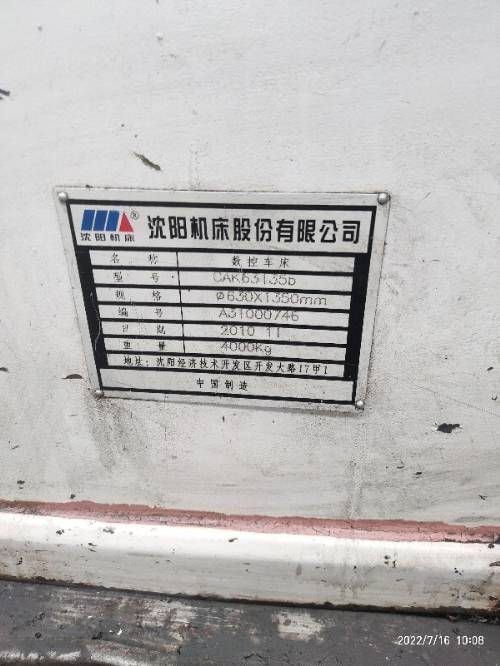 沈阳机床 ® 沈阳机床股份有限公司
名 称 数控车床
型 号 CAK63135b
规 格 Ø630X1350mm
编 号 A31000746
日 期 2010 11
重 量 4000Kg
地址: 沈阳经济技术开发区开发大路17甲1
中国制造
2022/7/16 10:08